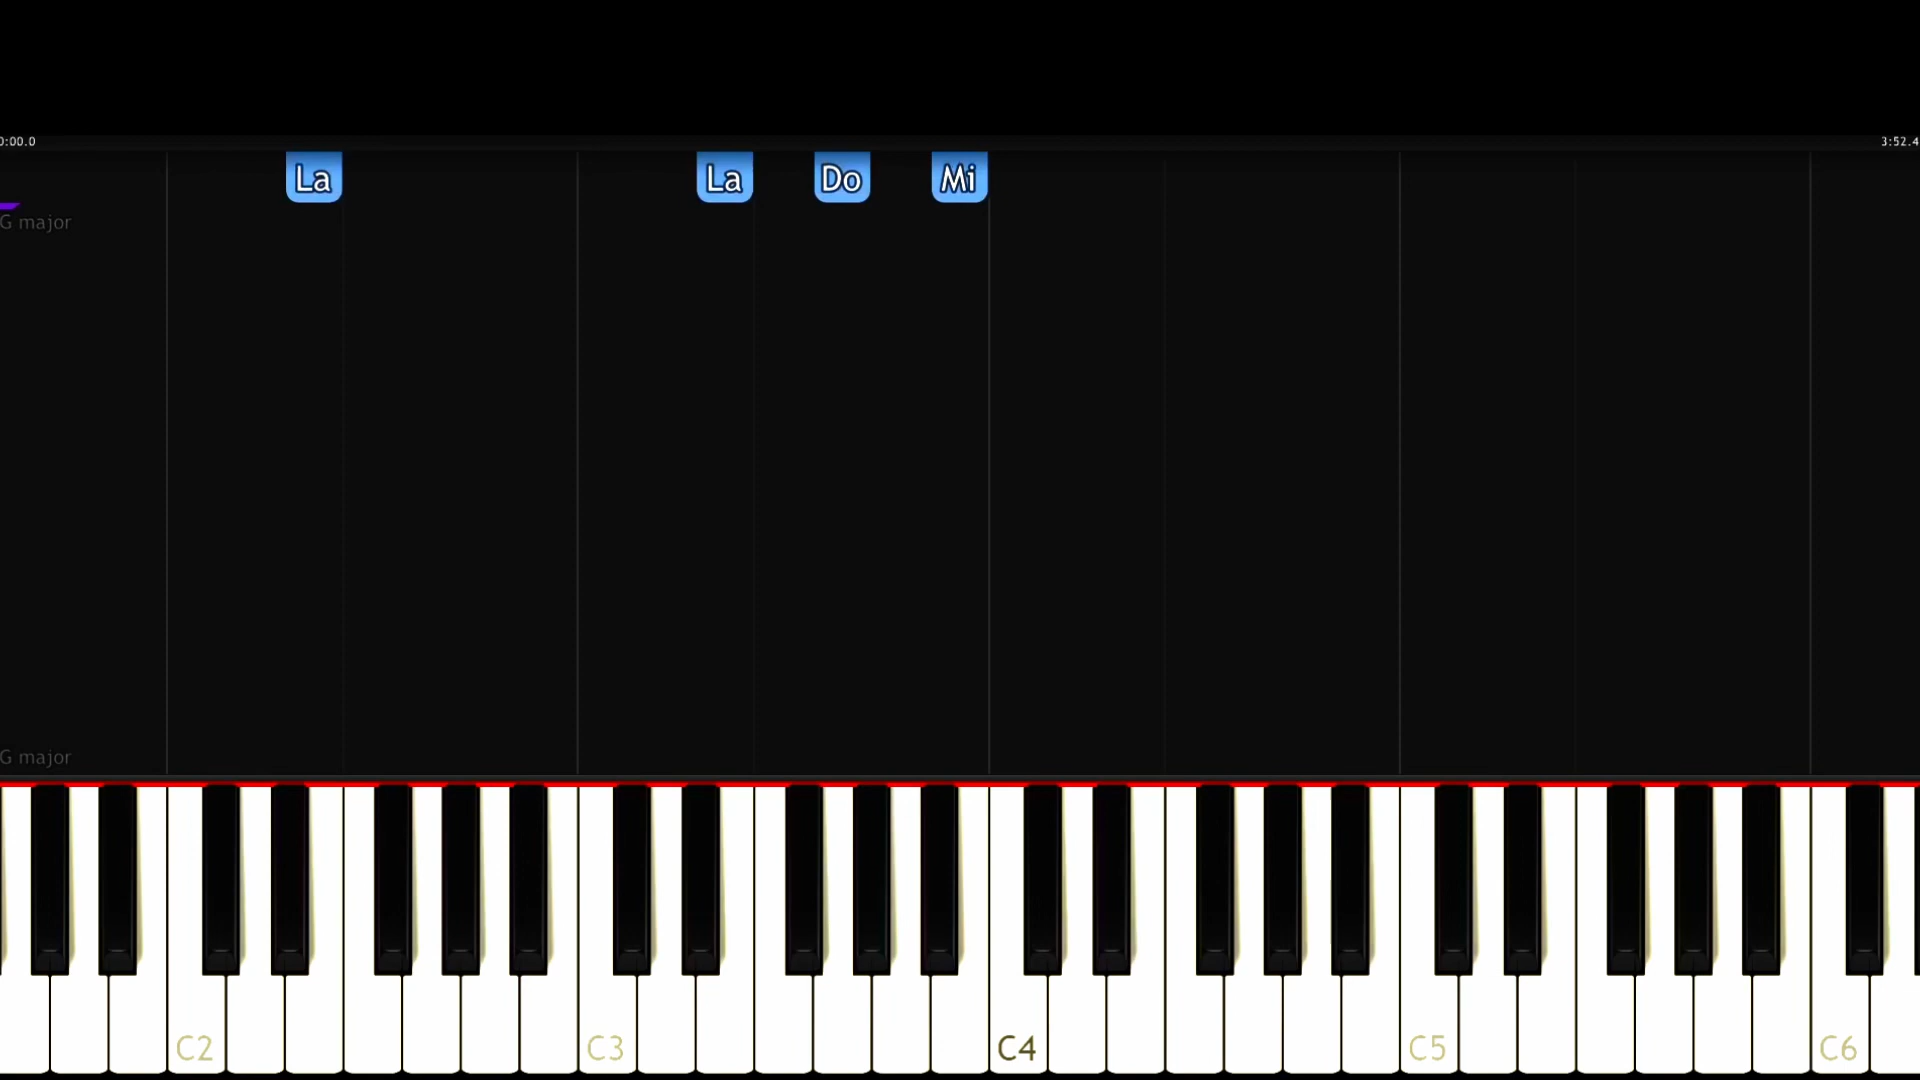 0:00.0 3:52.4
La La Do Mi
G major
G major
C2 C3 C4 C5 C6